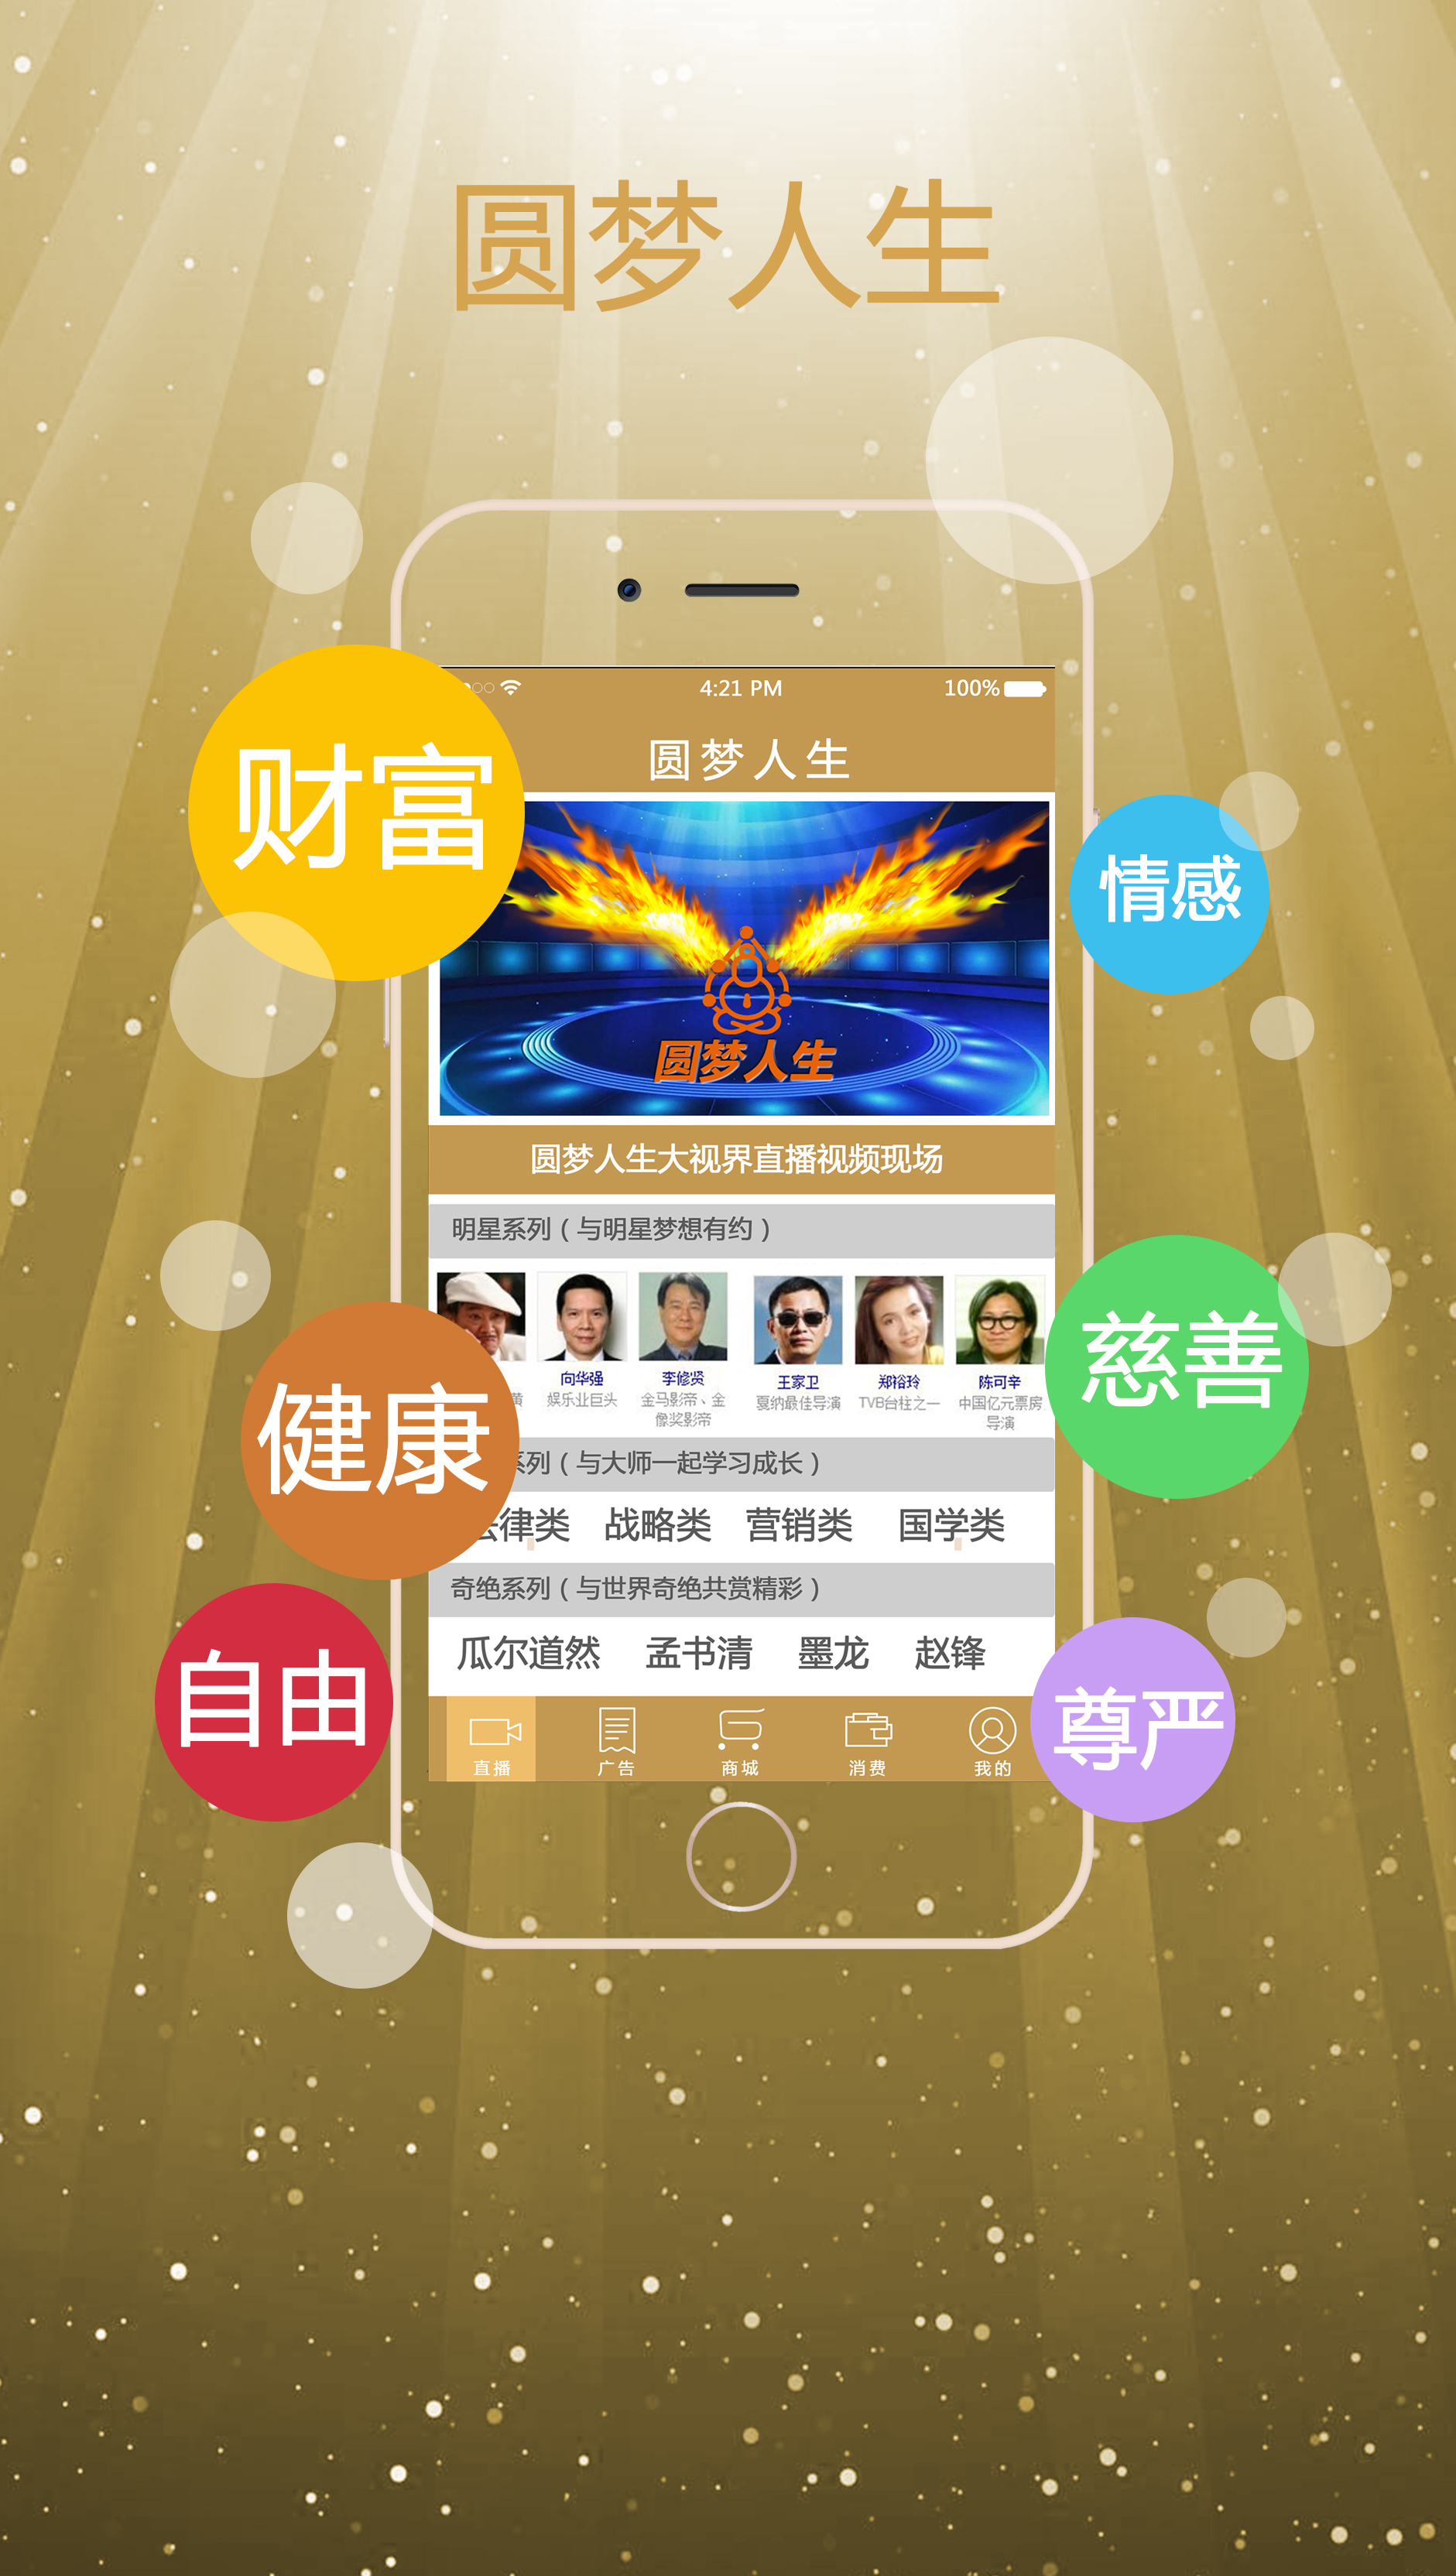 圆梦人生
4:21 PM
100%
圆梦人生
财富
情感
圆梦人生
圆梦人生大视界直播视频现场
明星系列（与明星梦想有约）
向华强 李修贤 王家卫 郑裕玲 陈可辛
黄 娱乐业巨头 金马影帝、金像奖影帝 戛纳最佳导演 TVB台柱之一 中国亿元票房导演
健康
慈善
系列（与大师一起学习成长）
法律类 战略类 营销类 国学类
奇绝系列（与世界奇绝共赏精彩）
瓜尔道然 孟书清 墨龙 赵锋
自由
尊严
直播 广告 商城 消费 我的